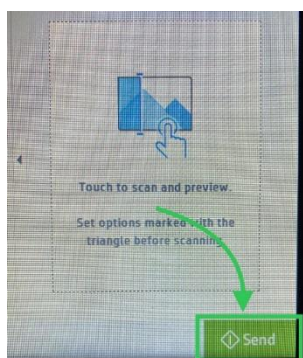 Touch to scan and preview.
Set options marked with the
triangle before scanning.
Send